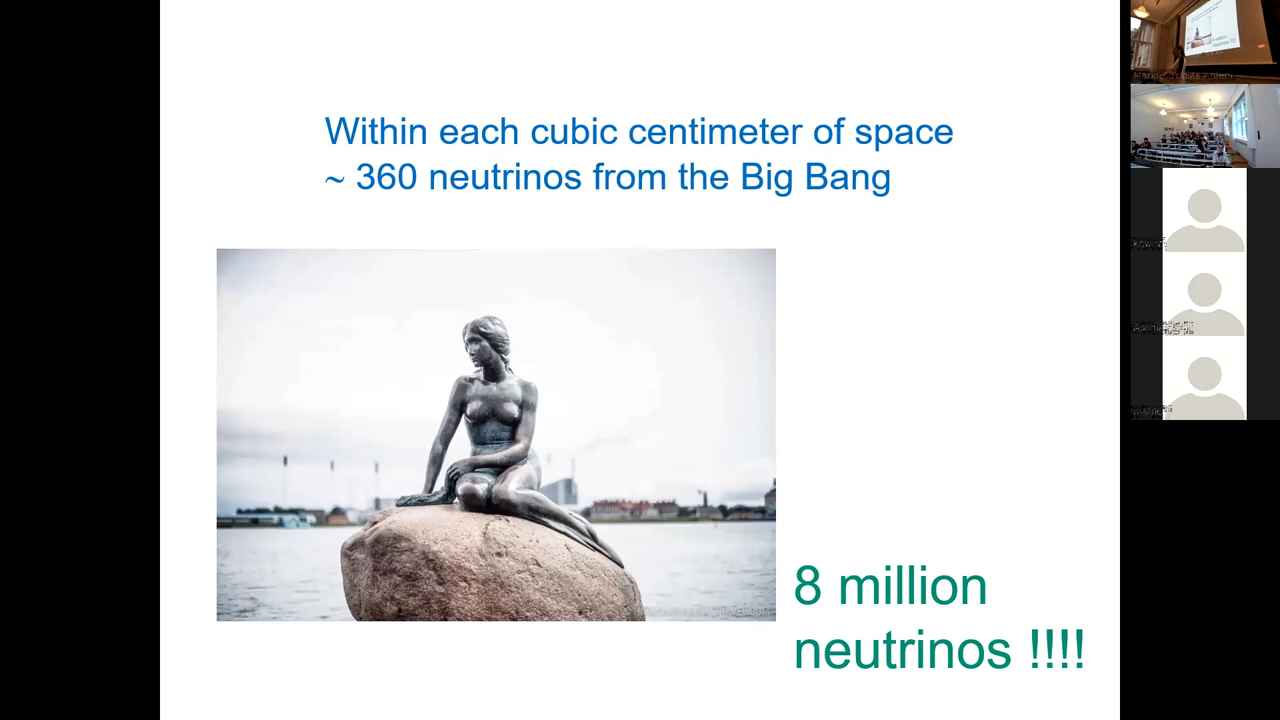 Within each cubic centimeter of space
~ 360 neutrinos from the Big Bang
8 million
neutrinos !!!!